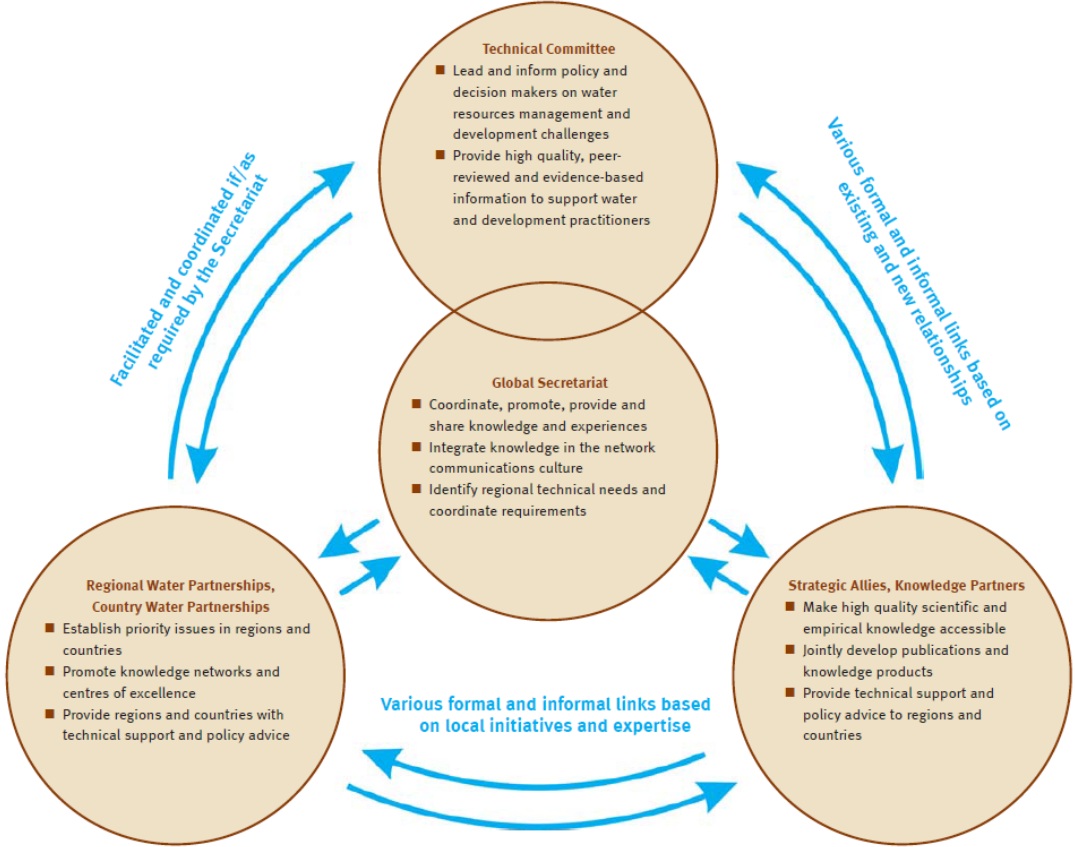 Technical Committee
■ Lead and inform policy and
decision makers on water
resources management and
development challenges
■ Provide high quality, peer-
reviewed and evidence-based
information to support water
and development practitioners
Facilitated and coordinated if/as
required by the Secretariat
Various formal and informal links based on
existing and new relationships
Global Secretariat
■ Coordinate, promote, provide and
share knowledge and experiences
■ Integrate knowledge in the network
communications culture
■ Identify regional technical needs and
coordinate requirements
Regional Water Partnerships,
Country Water Partnerships
■ Establish priority issues in regions and
countries
■ Promote knowledge networks and
centres of excellence
■ Provide regions and countries with
technical support and policy advice
Strategic Allies, Knowledge Partners
■ Make high quality scientific and
empirical knowledge accessible
■ Jointly develop publications and
knowledge products
■ Provide technical support and
policy advice to regions and
countries
Various formal and informal links based
on local initiatives and expertise